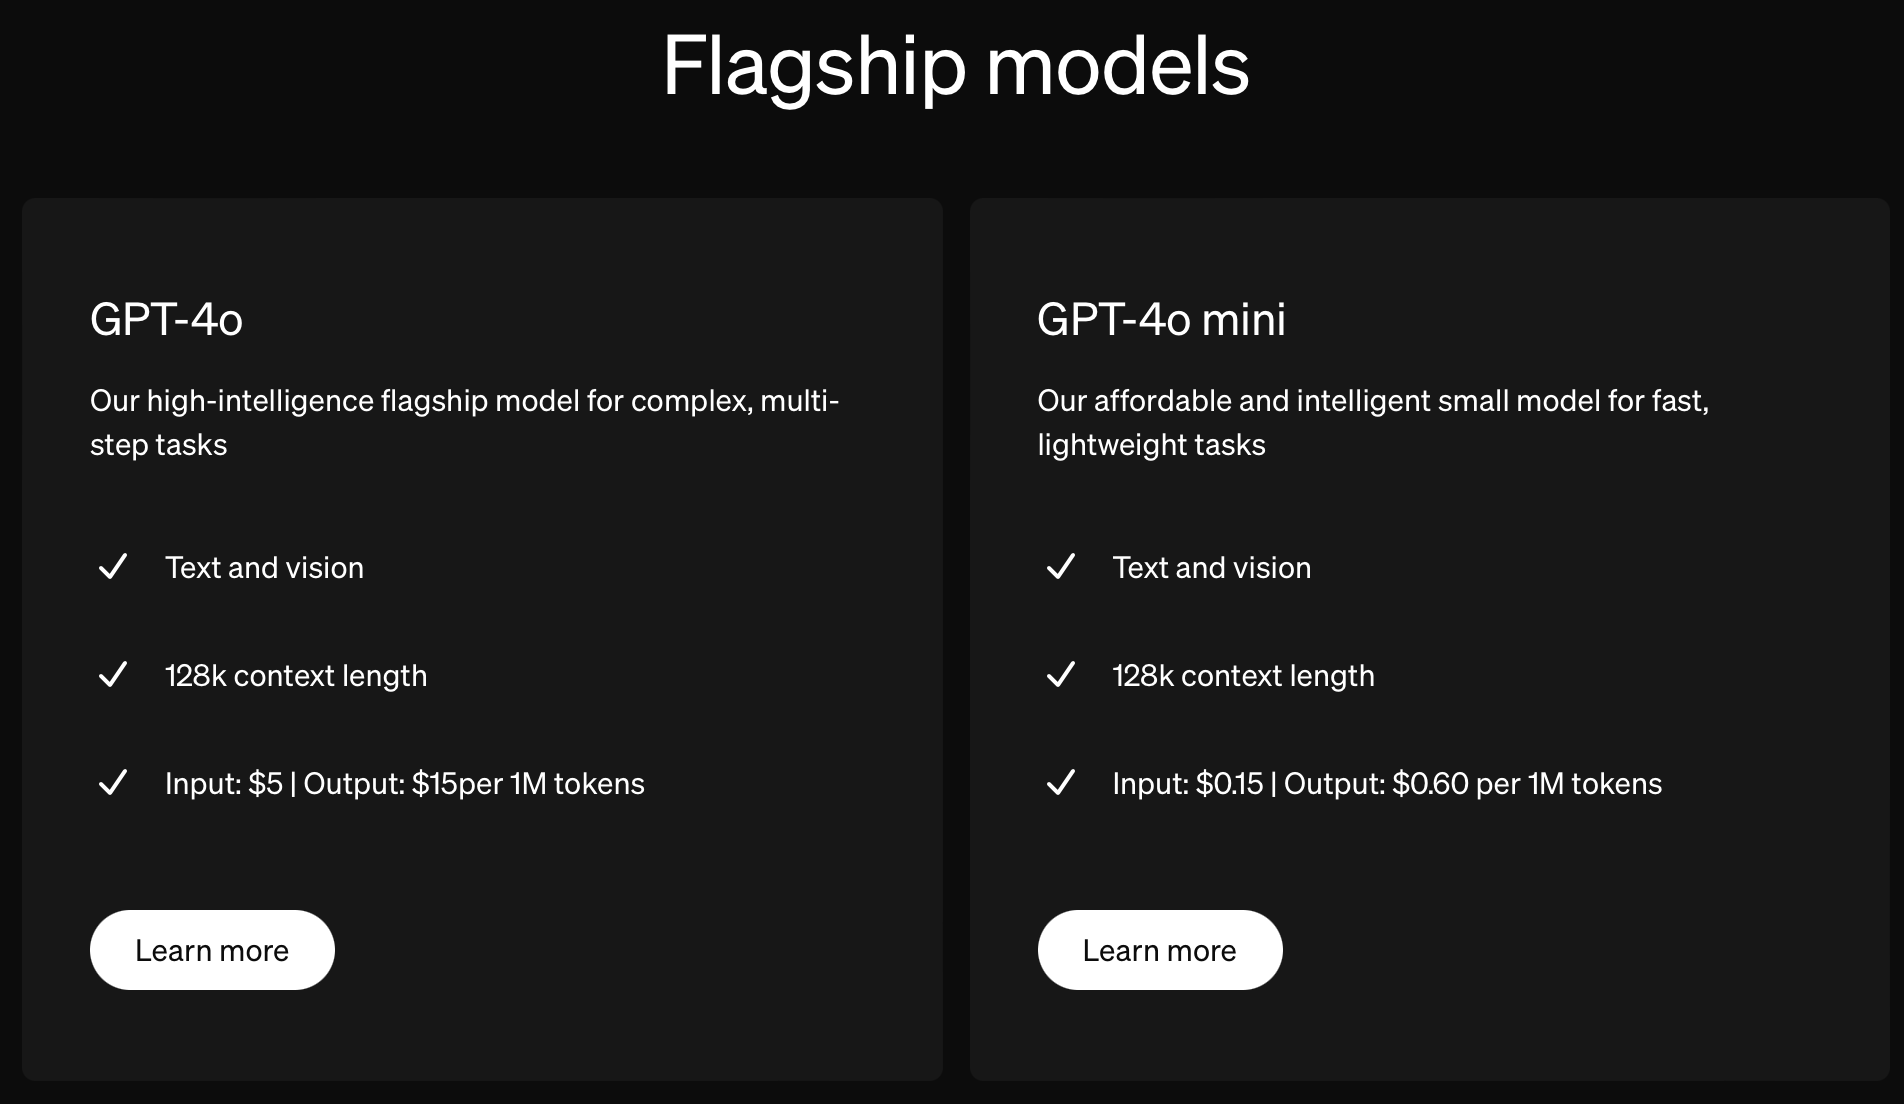 Flagship models
GPT-4o
Our high-intelligence flagship model for complex, multi-
step tasks
Text and vision
128k context length
Input: $5 | Output: $15per 1M tokens
Learn more
GPT-4o mini
Our affordable and intelligent small model for fast,
lightweight tasks
Text and vision
128k context length
Input: $0.15 | Output: $0.60 per 1M tokens
Learn more